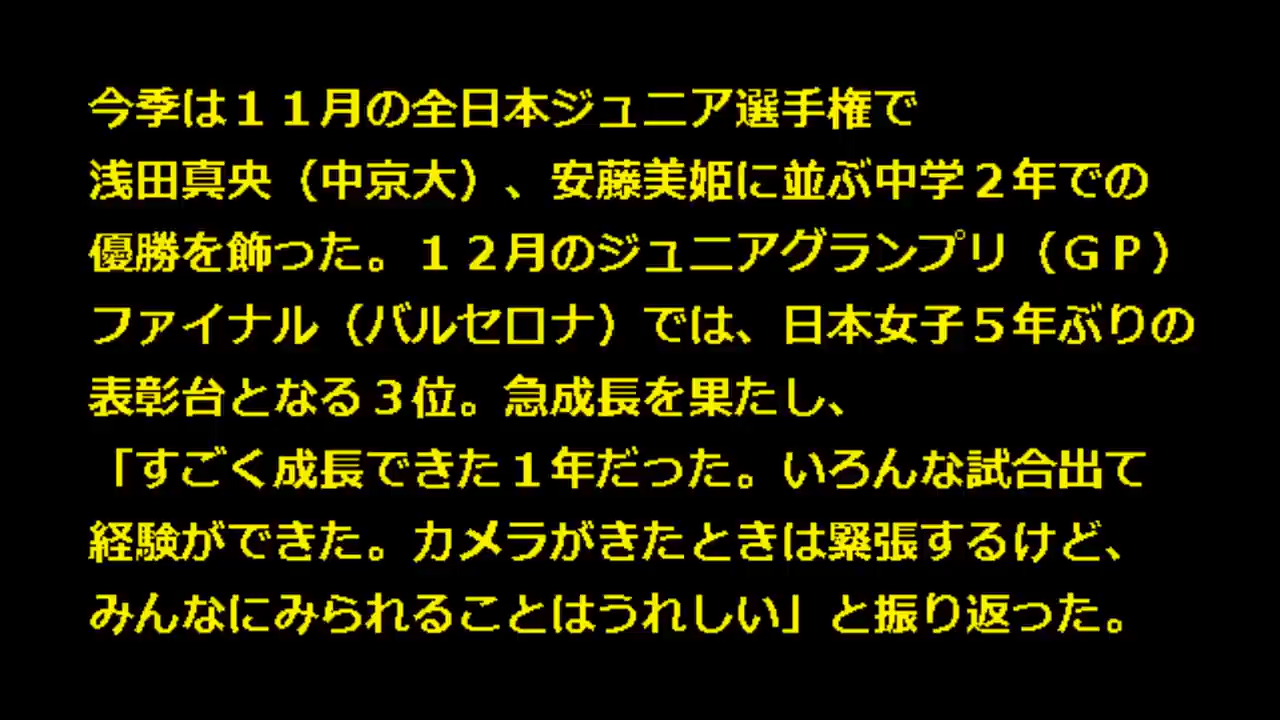 今季は１１月の全日本ジュニア選手権で
浅田真央（中京大）、安藤美姫に並ぶ中学２年での
優勝を飾った。１２月のジュニアグランプリ（ＧＰ）
ファイナル（バルセロナ）では、日本女子５年ぶりの
表彰台となる３位。急成長を果たし、
「すごく成長できた１年だった。いろんな試合出て
経験ができた。カメラがきたときは緊張するけど、
みんなにみられることはうれしい」と振り返った。